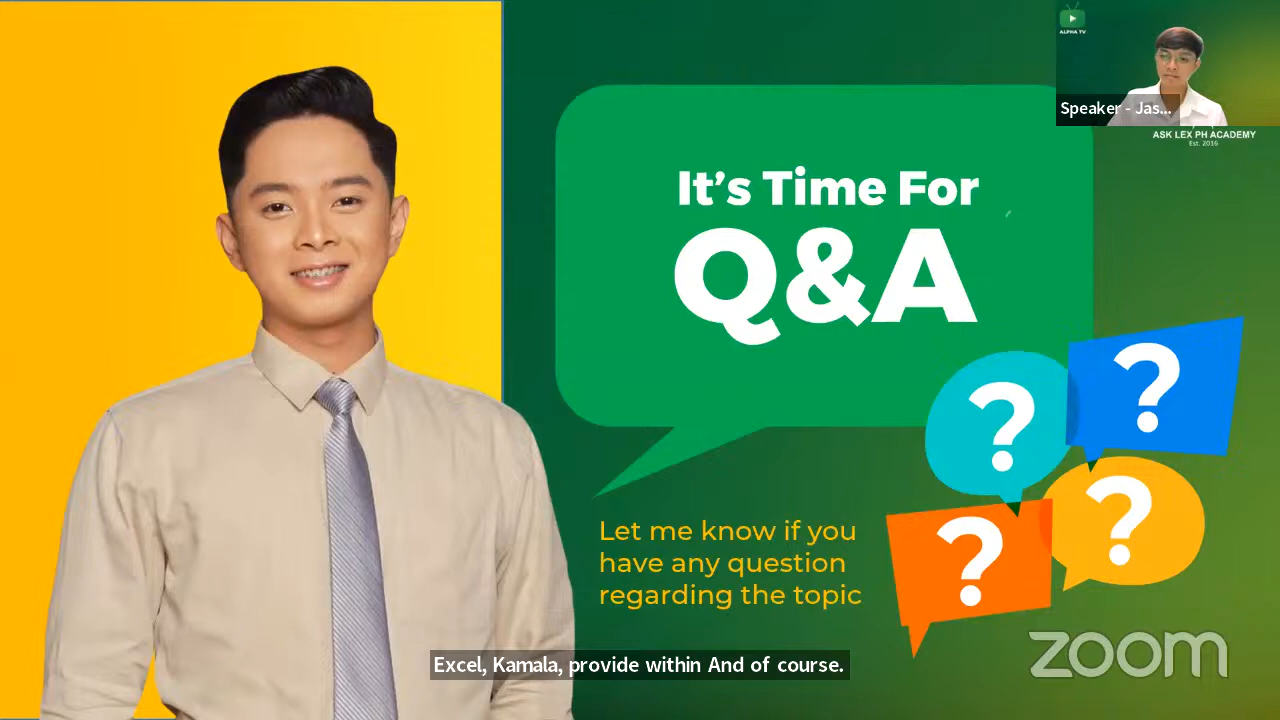 ALPHA TV
Speaker - Jas...
ASK LEX PH ACADEMY
Est. 2016
It's Time For
Q&A
?
?
?
?
Let me know if you
have any question
regarding the topic
Excel, Kamala, provide within And of course.
zoom